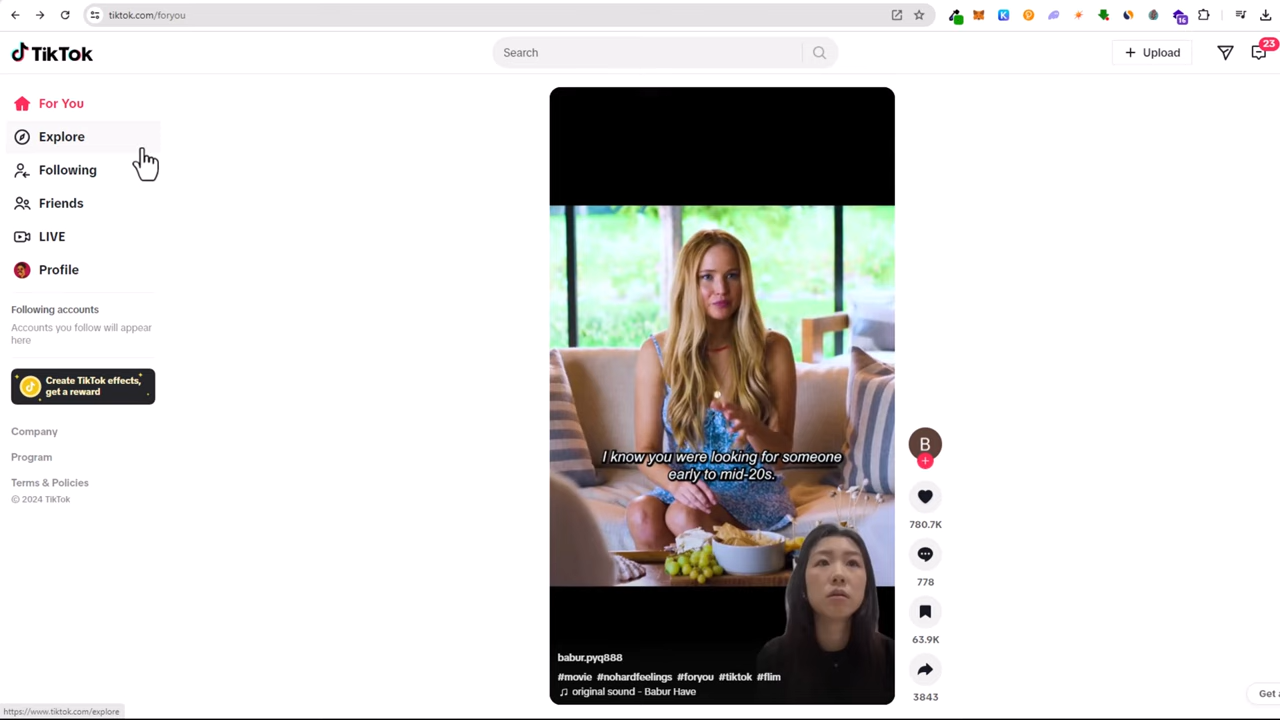 tiktok.com/foryou
16
TikTok
Search
Upload
23
For You
Explore
Following
Friends
LIVE
Profile
Following accounts
Accounts you follow will appear
here
Create TikTok effects,
get a reward
Company
Program
Terms & Policies
© 2024 TikTok
I know you were looking for someone
early to mid-20s.
B
780.7K
778
63.9K
3843
babur.pyq888
#movie #nohardfeelings #foryou #tiktok #flim
original sound - Babur Have
Get
https://www.tiktok.com/explore